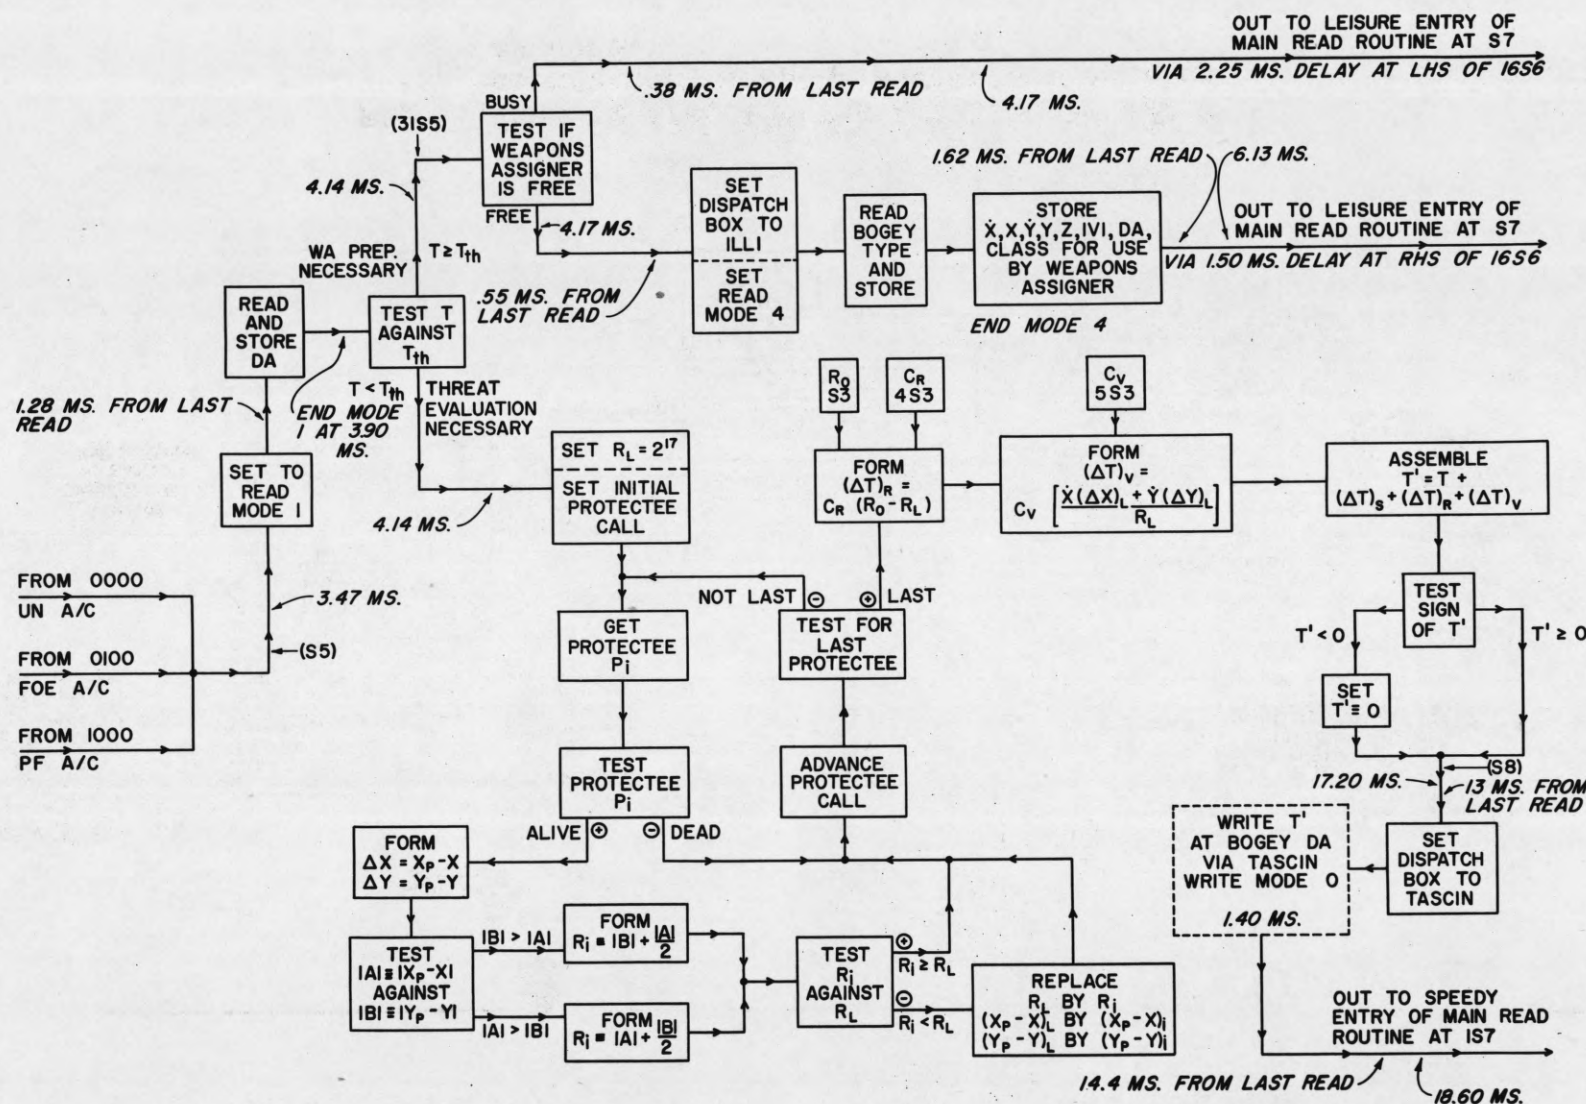 OUT TO LEISURE ENTRY OF
MAIN READ ROUTINE AT S7
VIA 2.25 MS. DELAY AT LHS OF 16S6
.38 MS. FROM LAST READ
4.17 MS.
BUSY
(31S5)
TEST IF
WEAPONS
ASSIGNER
IS FREE
FREE
4.17 MS.
4.14 MS.
WA PREP.
NECESSARY
T ≥ Tth
SET
DISPATCH
BOX TO
ILLI
SET
READ
MODE 4
.55 MS. FROM
LAST READ
READ
BOGEY
TYPE
AND
STORE
STORE
Ẋ,X,Ẏ,Y,Z,IVI,DA,
CLASS FOR USE
BY WEAPONS
ASSIGNER
END MODE 4
1.62 MS. FROM LAST READ
6.13 MS.
OUT TO LEISURE ENTRY OF
MAIN READ ROUTINE AT S7
VIA 1.50 MS. DELAY AT RHS OF 16S6
READ
AND
STORE
DA
TEST T
AGAINST
Tth
T < Tth
THREAT
EVALUATION
NECESSARY
1.28 MS. FROM LAST
READ
END MODE
1 AT 3.90
MS.
SET TO
READ
MODE 1
4.14 MS.
SET RL = 2¹⁷
SET INITIAL
PROTECTEE
CALL
R0
S3
CR
4S3
CV
5S3
FORM
(ΔT)R =
CR (R0 – RL)
FORM
(ΔT)V =
CV [Ẋ(ΔX)L + Ẏ(ΔY)L / RL]
ASSEMBLE
T' = T +
(ΔT)S + (ΔT)R + (ΔT)V
FROM 0000
UN A/C
3.47 MS.
(S5)
FROM 0100
FOE A/C
FROM 1000
PF A/C
NOT LAST ⊖
⊕ LAST
GET
PROTECTEE
Pi
TEST FOR
LAST
PROTECTEE
TEST
SIGN
OF T'
T' < 0
T' ≥ 0
SET
T' ≡ 0
TEST
PROTECTEE
Pi
ADVANCE
PROTECTEE
CALL
ALIVE ⊕
⊖ DEAD
(S8)
17.20 MS.
13 MS. FROM
LAST READ
FORM
ΔX = XP – X
ΔY = YP – Y
WRITE T'
AT BOGEY DA
VIA TASCIN
WRITE MODE 0
1.40 MS.
SET
DISPATCH
BOX TO
TASCIN
TEST
|A| ≡ |XP – X|
AGAINST
|B| ≡ |YP – Y|
|B| > |A|
FORM
Ri = |B| + |A|/2
|A| > |B|
FORM
Ri = |A| + |B|/2
TEST
Ri
AGAINST
RL
⊕
Ri ≥ RL
⊖
Ri < RL
REPLACE
RL BY Ri
(XP – X)L BY (XP – X)i
(YP – Y)L BY (YP – Y)i
OUT TO SPEEDY
ENTRY OF MAIN READ
ROUTINE AT 1S7
14.4 MS. FROM LAST READ
18.60 MS.